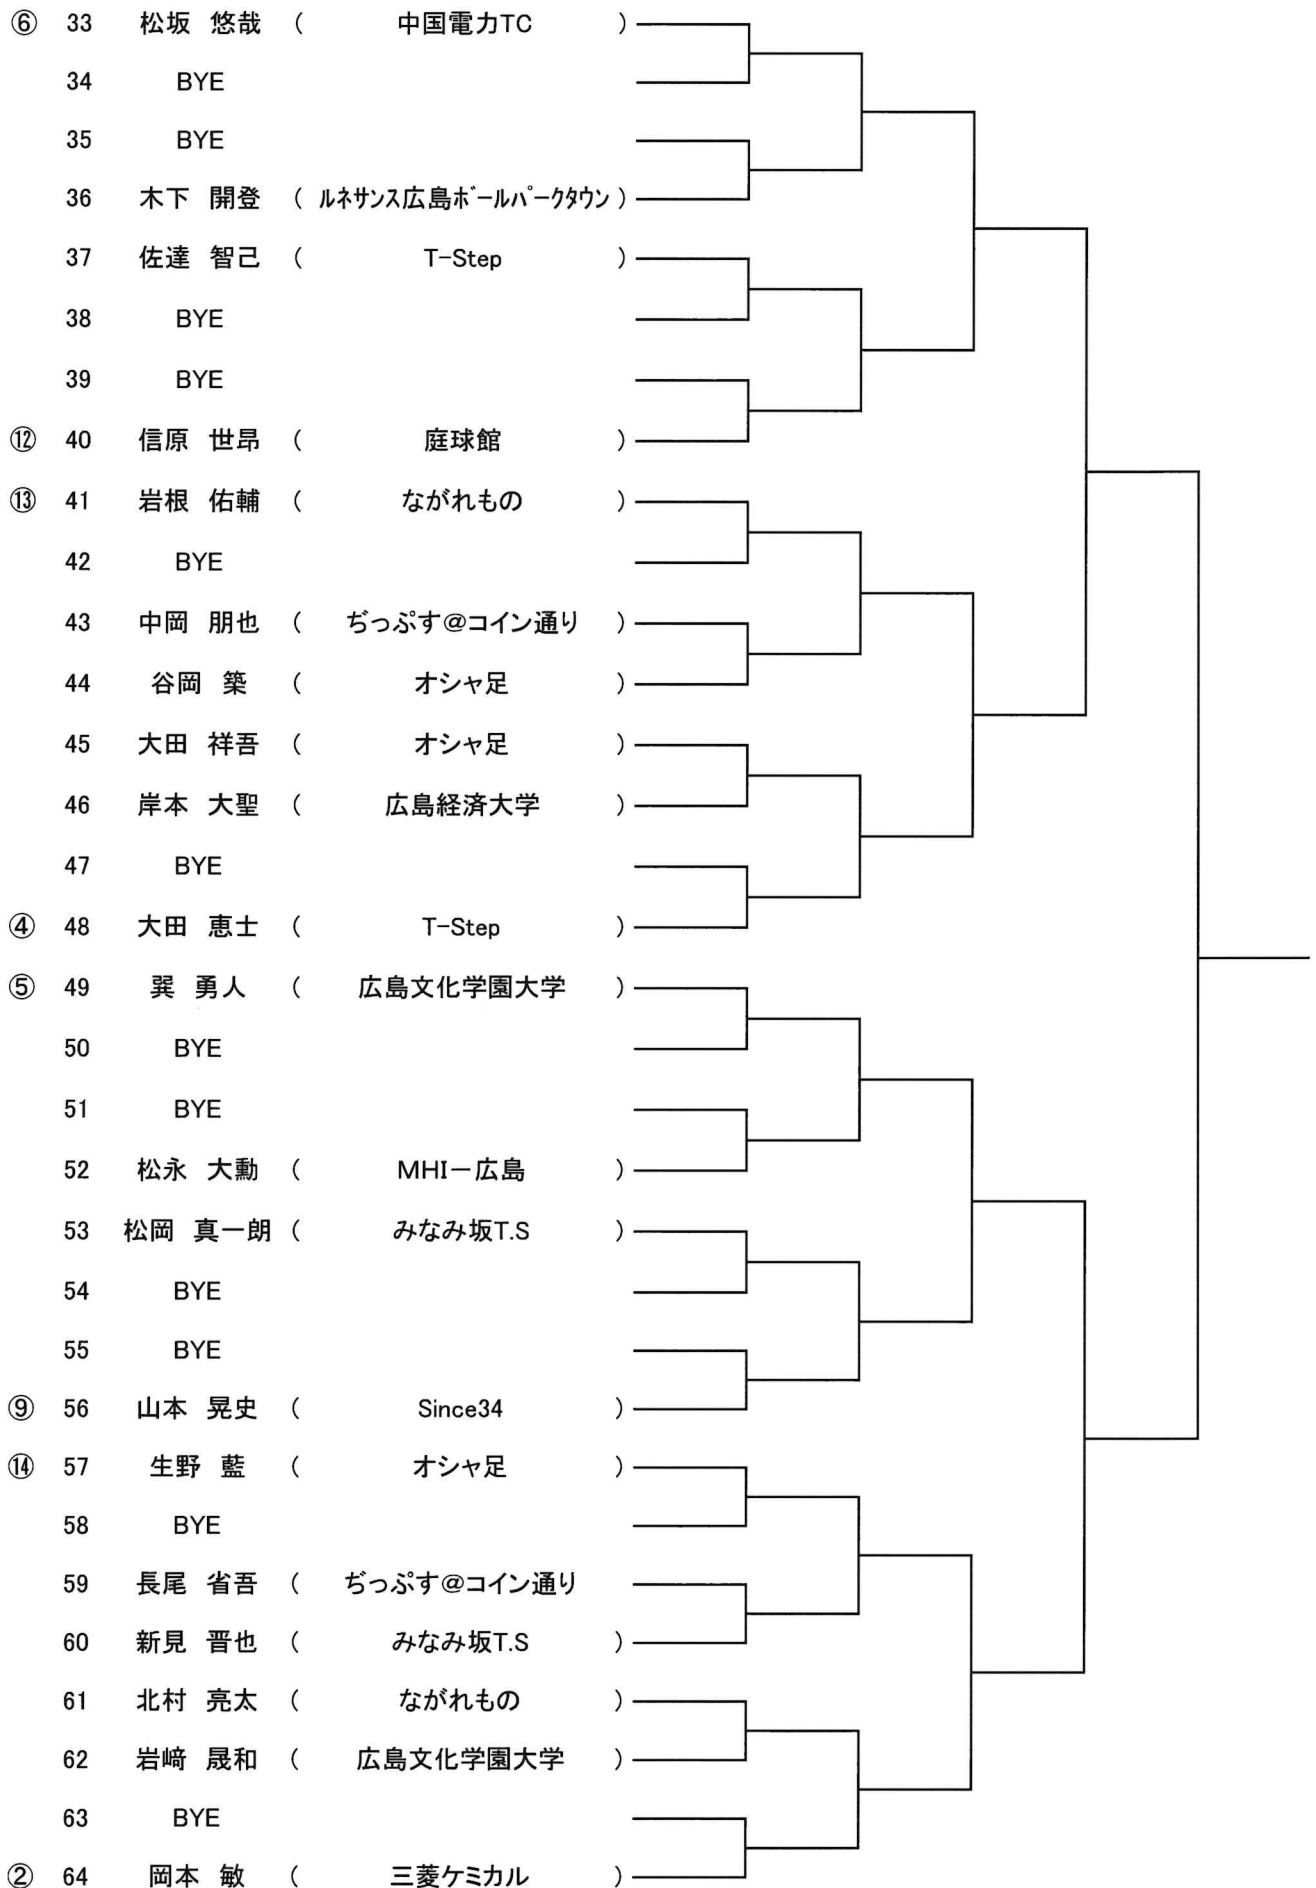 ⑥ 33 松坂 悠哉 ( 中国電力TC )
34 BYE
35 BYE
36 木下 開登 ( ﾙﾈｻﾝｽ広島ﾎﾞｰﾙﾊﾟｰｸﾀｳﾝ )
37 佐達 智己 ( T-Step )
38 BYE
39 BYE
⑫ 40 信原 世昂 ( 庭球館 )
⑬ 41 岩根 佑輔 ( ながれもの )
42 BYE
43 中岡 朋也 ( ぢっぷす@コイン通り )
44 谷岡 築 ( オシャ足 )
45 大田 祥吾 ( オシャ足 )
46 岸本 大聖 ( 広島経済大学 )
47 BYE
④ 48 大田 恵士 ( T-Step )
⑤ 49 巽 勇人 ( 広島文化学園大学 )
50 BYE
51 BYE
52 松永 大勳 ( MHI－広島 )
53 松岡 真一朗 ( みなみ坂T.S )
54 BYE
55 BYE
⑨ 56 山本 晃史 ( Since34 )
⑭ 57 生野 藍 ( オシャ足 )
58 BYE
59 長尾 省吾 ( ぢっぷす@コイン通り
60 新見 晋也 ( みなみ坂T.S )
61 北村 亮太 ( ながれもの )
62 岩﨑 晟和 ( 広島文化学園大学 )
63 BYE
② 64 岡本 敏 ( 三菱ケミカル )